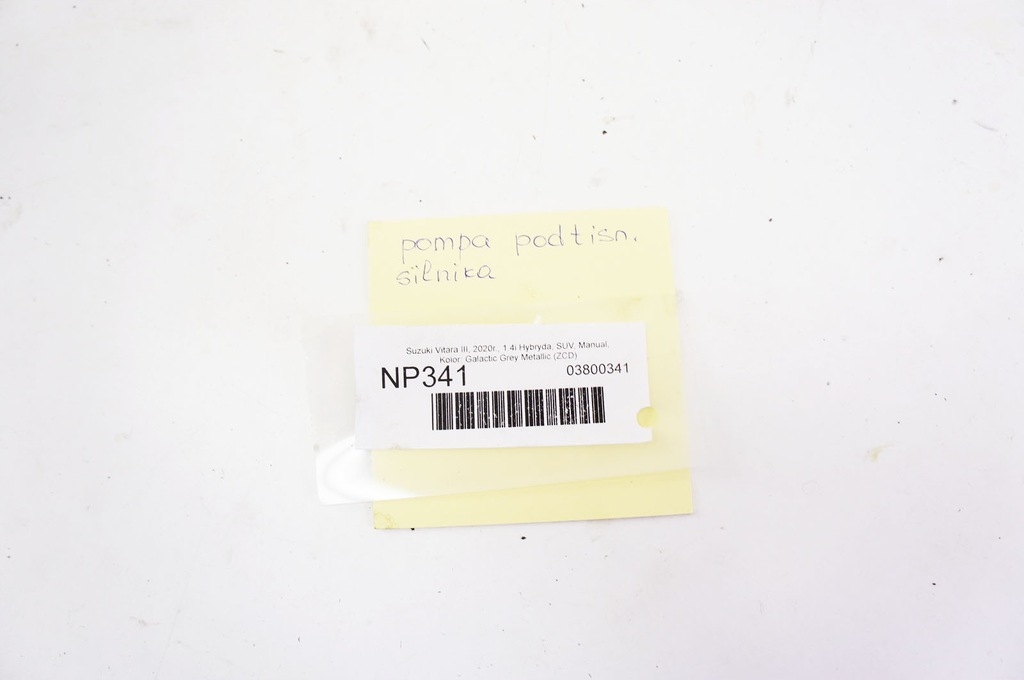 pompa podtisn.
silnika
Suzuki Vitara III, 2020r., 1.4i Hybryda, SUV, Manual,
Kolor: Galactic Grey Metallic (ZCD)
NP341 03800341